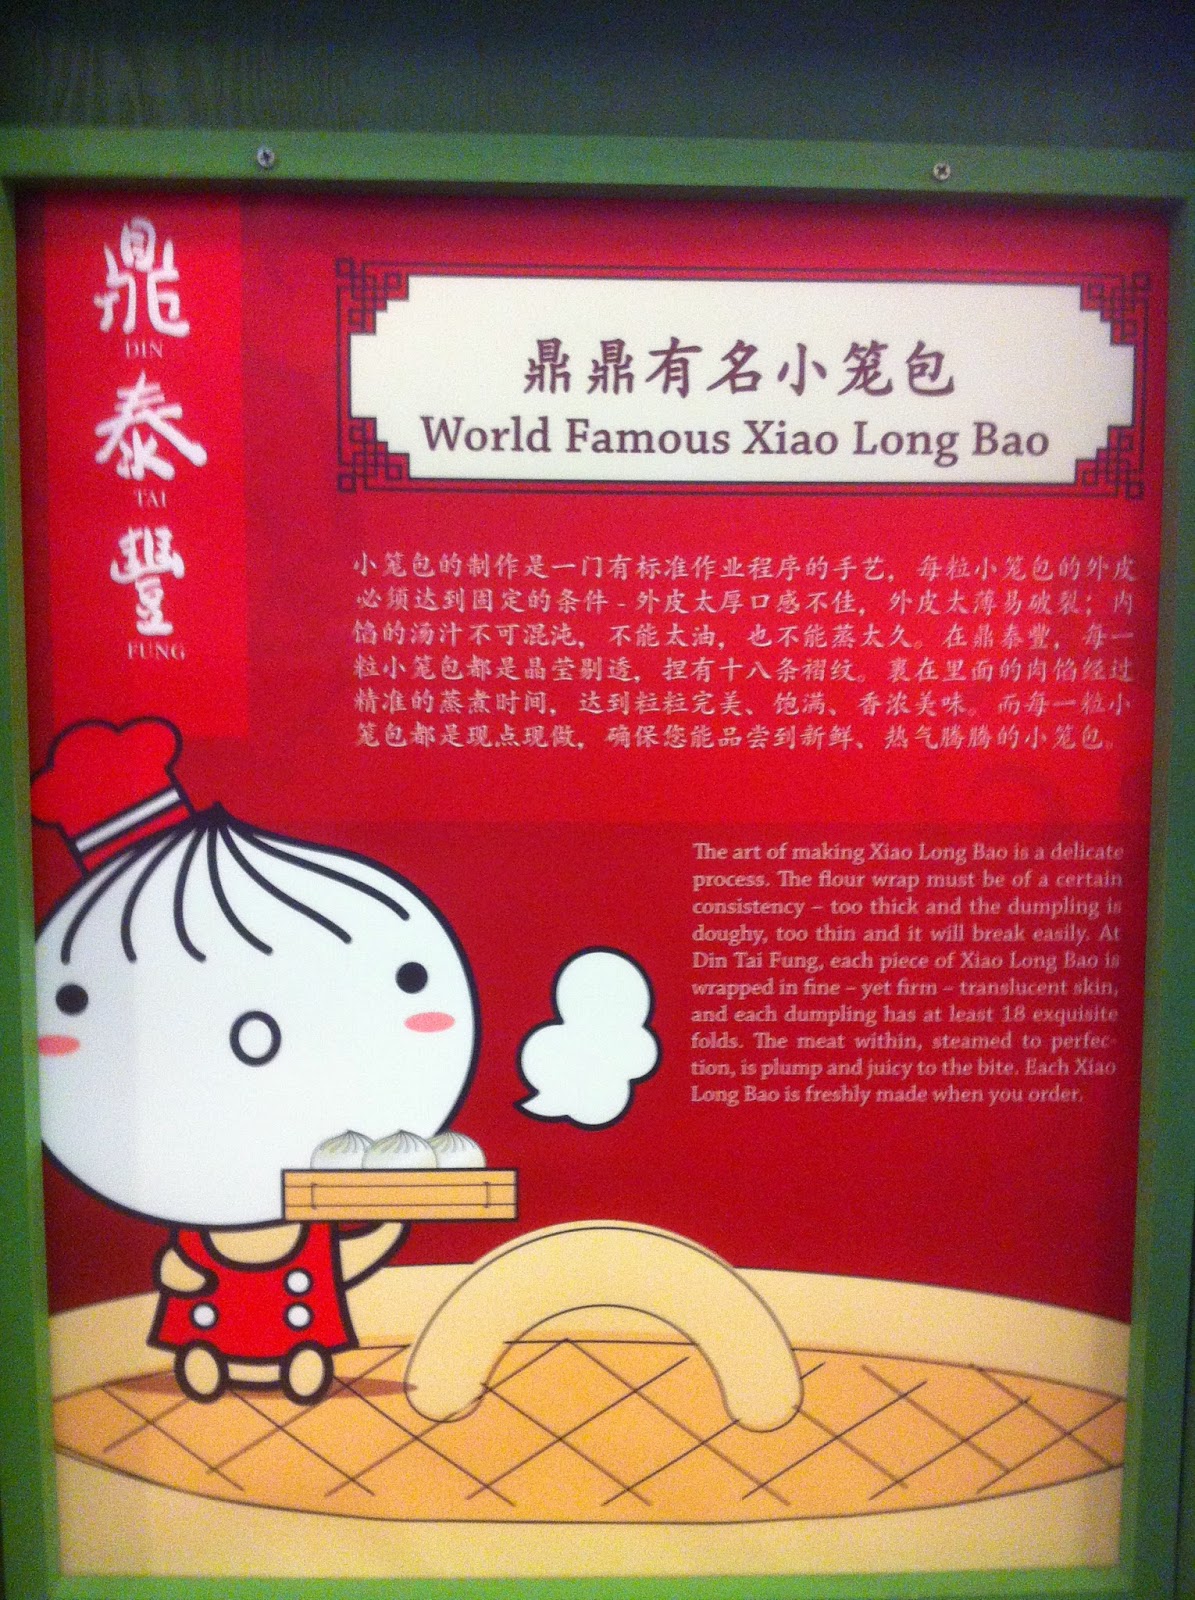 鼎
DIN
泰
TAI
豐
FUNG
鼎鼎有名小笼包
World Famous Xiao Long Bao
小笼包的制作是一门有标准作业程序的手艺，每粒小笼包的外皮
必须达到固定的条件 - 外皮太厚口感不佳，外皮太薄易破裂；内
馅的汤汁不可混沌，不能太油，也不能蒸太久。在鼎泰豐，每一
粒小笼包都是晶莹剔透，捏有十八条褶纹。裹在里面的肉馅经过
精准的蒸煮时间，达到粒粒完美、饱满、香浓美味。而每一粒小
笼包都是现点现做，确保您能品尝到新鲜、热气腾腾的小笼包。
The art of making Xiao Long Bao is a delicate
process. The flour wrap must be of a certain
consistency – too thick and the dumpling is
doughy, too thin and it will break easily. At
Din Tai Fung, each piece of Xiao Long Bao is
wrapped in fine – yet firm – translucent skin,
and each dumpling has at least 18 exquisite
folds. The meat within, steamed to perfec-
tion, is plump and juicy to the bite. Each Xiao
Long Bao is freshly made when you order.